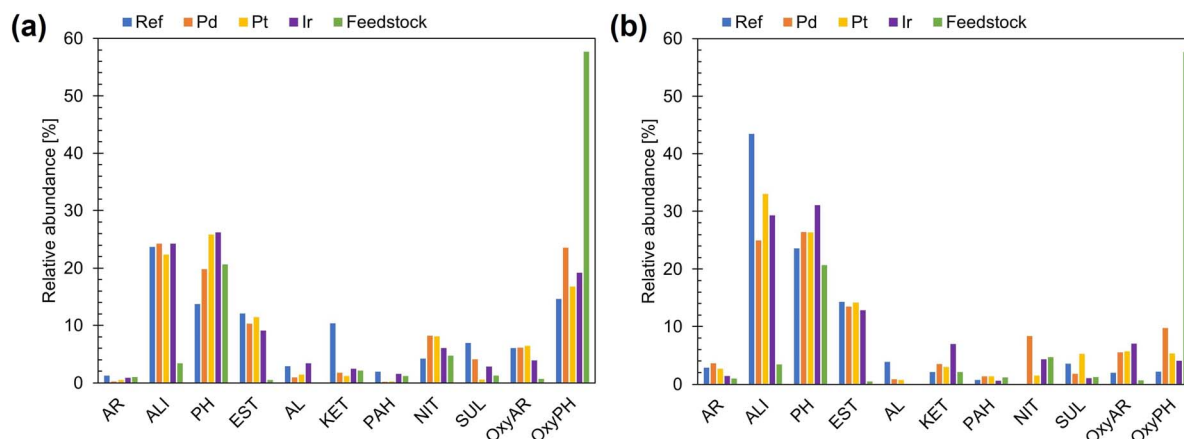 (a)
Ref Pd Pt Ir Feedstock
Relative abundance [%]
60
50
40
30
20
10
0
AR ALI PH EST AL KET PAH NIT SUL OxyAR OxyPH
(b)
Ref Pd Pt Ir Feedstock
Relative abundance [%]
60
50
40
30
20
10
0
AR ALI PH EST AL KET PAH NIT SUL OxyAR OxyPH